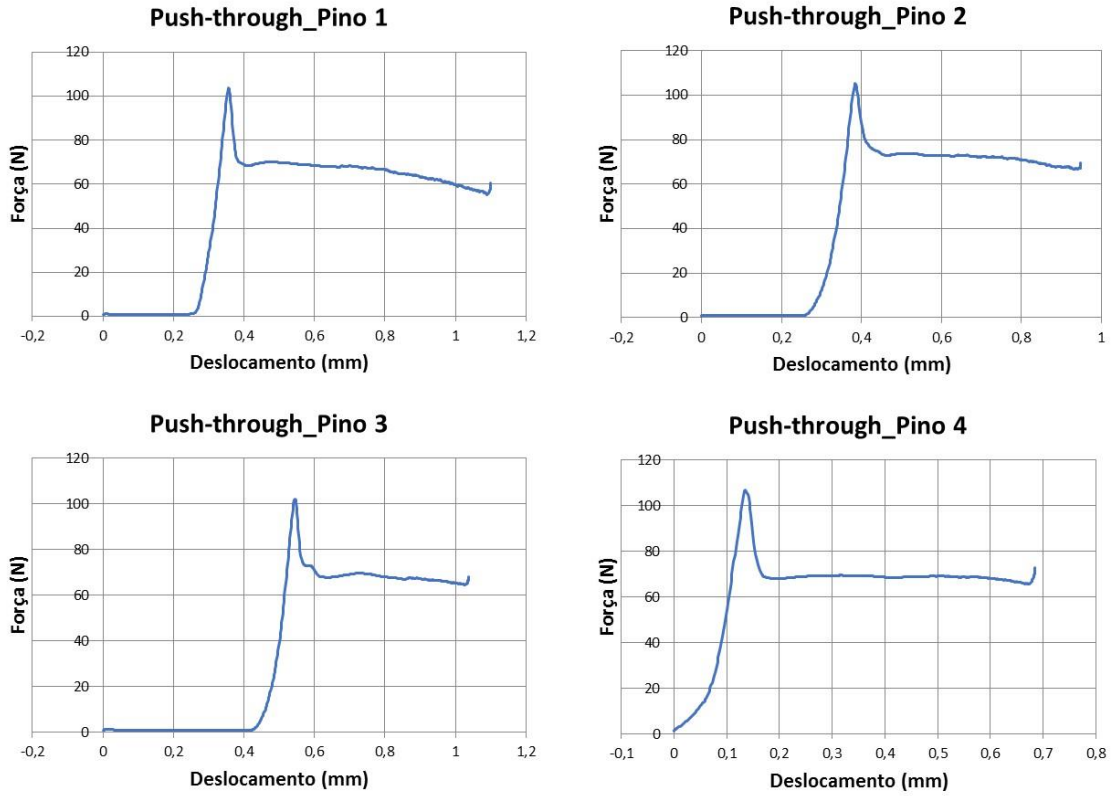 Push-through_Pino 1
120
100
80
60
40
20
0
-0,2 0 0,2 0,4 0,6 0,8 1 1,2
Força (N)
Deslocamento (mm)
Push-through_Pino 2
120
100
80
60
40
20
0
-0,2 0 0,2 0,4 0,6 0,8 1
Força (N)
Deslocamento (mm)
Push-through_Pino 3
120
100
80
60
40
20
0
-0,2 0 0,2 0,4 0,6 0,8 1 1,2
Força (N)
Deslocamento (mm)
Push-through_Pino 4
120
100
80
60
40
20
0
-0,1 0 0,1 0,2 0,3 0,4 0,5 0,6 0,7 0,8
Força (N)
Deslocamento (mm)